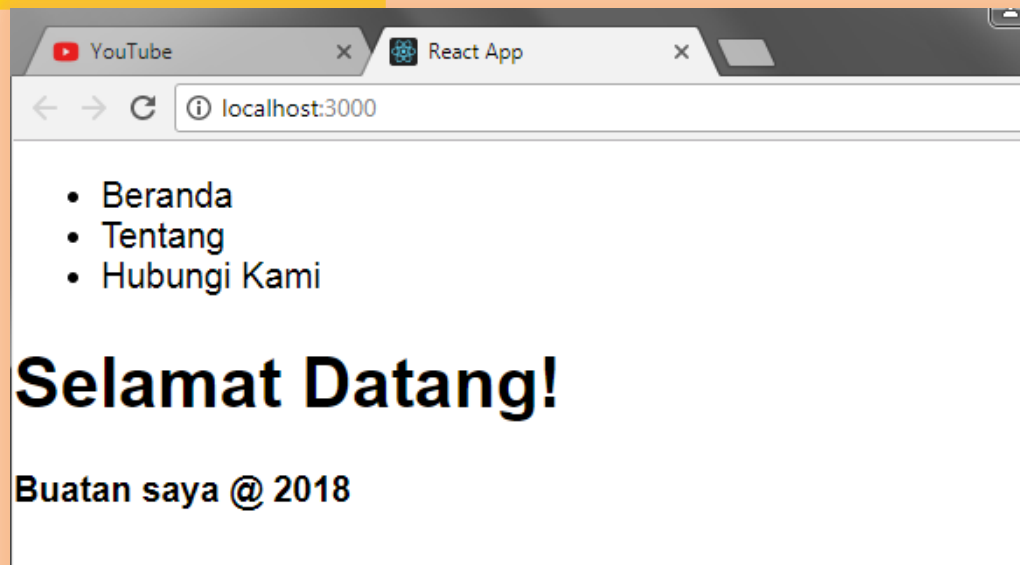 YouTube
React App
localhost:3000
Beranda
Tentang
Hubungi Kami
Selamat Datang!
Buatan saya @ 2018